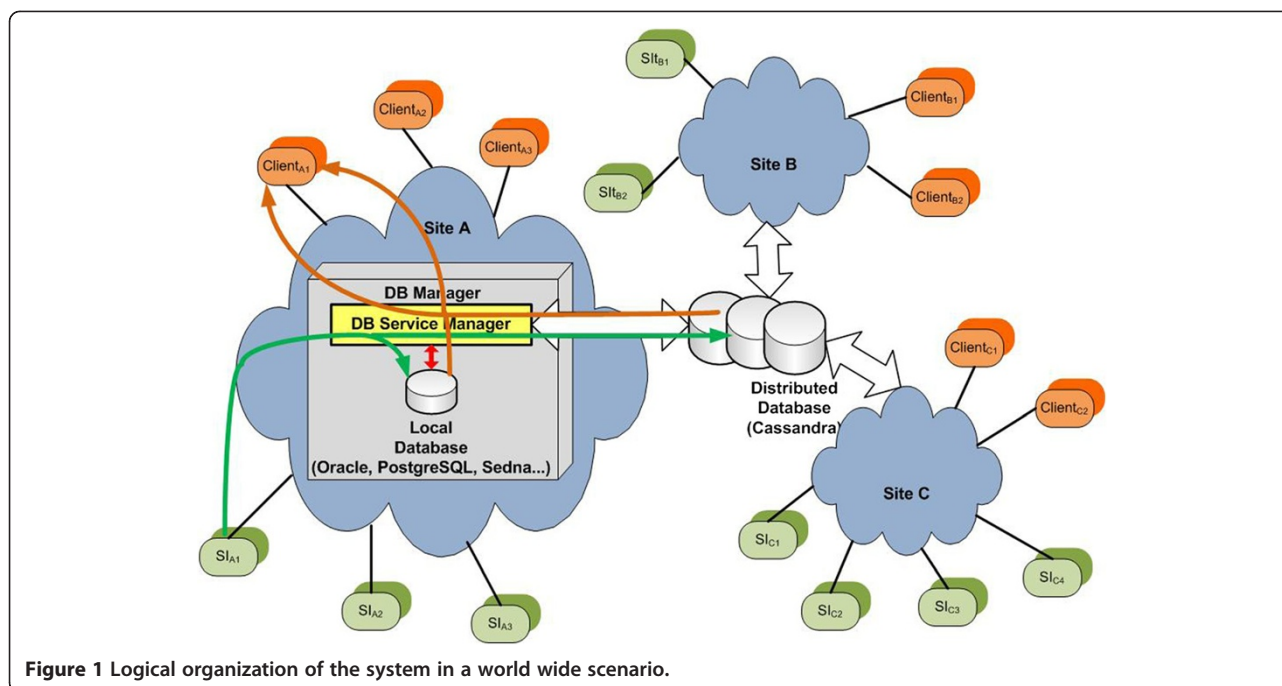 SIt_B1
Client_A2
Client_B1
Client_A1
Client_A3
Site B
SIt_B2
Client_B2
Site A
DB Manager
DB Service Manager
Client_C1
Distributed
Database
(Cassandra)
Client_C2
Local
Database
(Oracle, PostgreSQL, Sedna...)
Site C
SI_A1
SI_C1
SI_C4
SI_A2
SI_C2
SI_C3
SI_A3
Figure 1 Logical organization of the system in a world wide scenario.